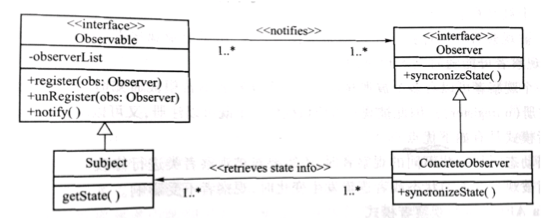 <<interface>>
Observable
-observerList
+register(obs: Observer)
+unRegister(obs: Observer)
+notify( )
<<notifies>>
1..*
1..*
<<interface>>
Observer
+syncronizeState( )
Subject
getState( )
<<retrieves state info>>
1..*
1..*
ConcreteObserver
+syncronizeState( )